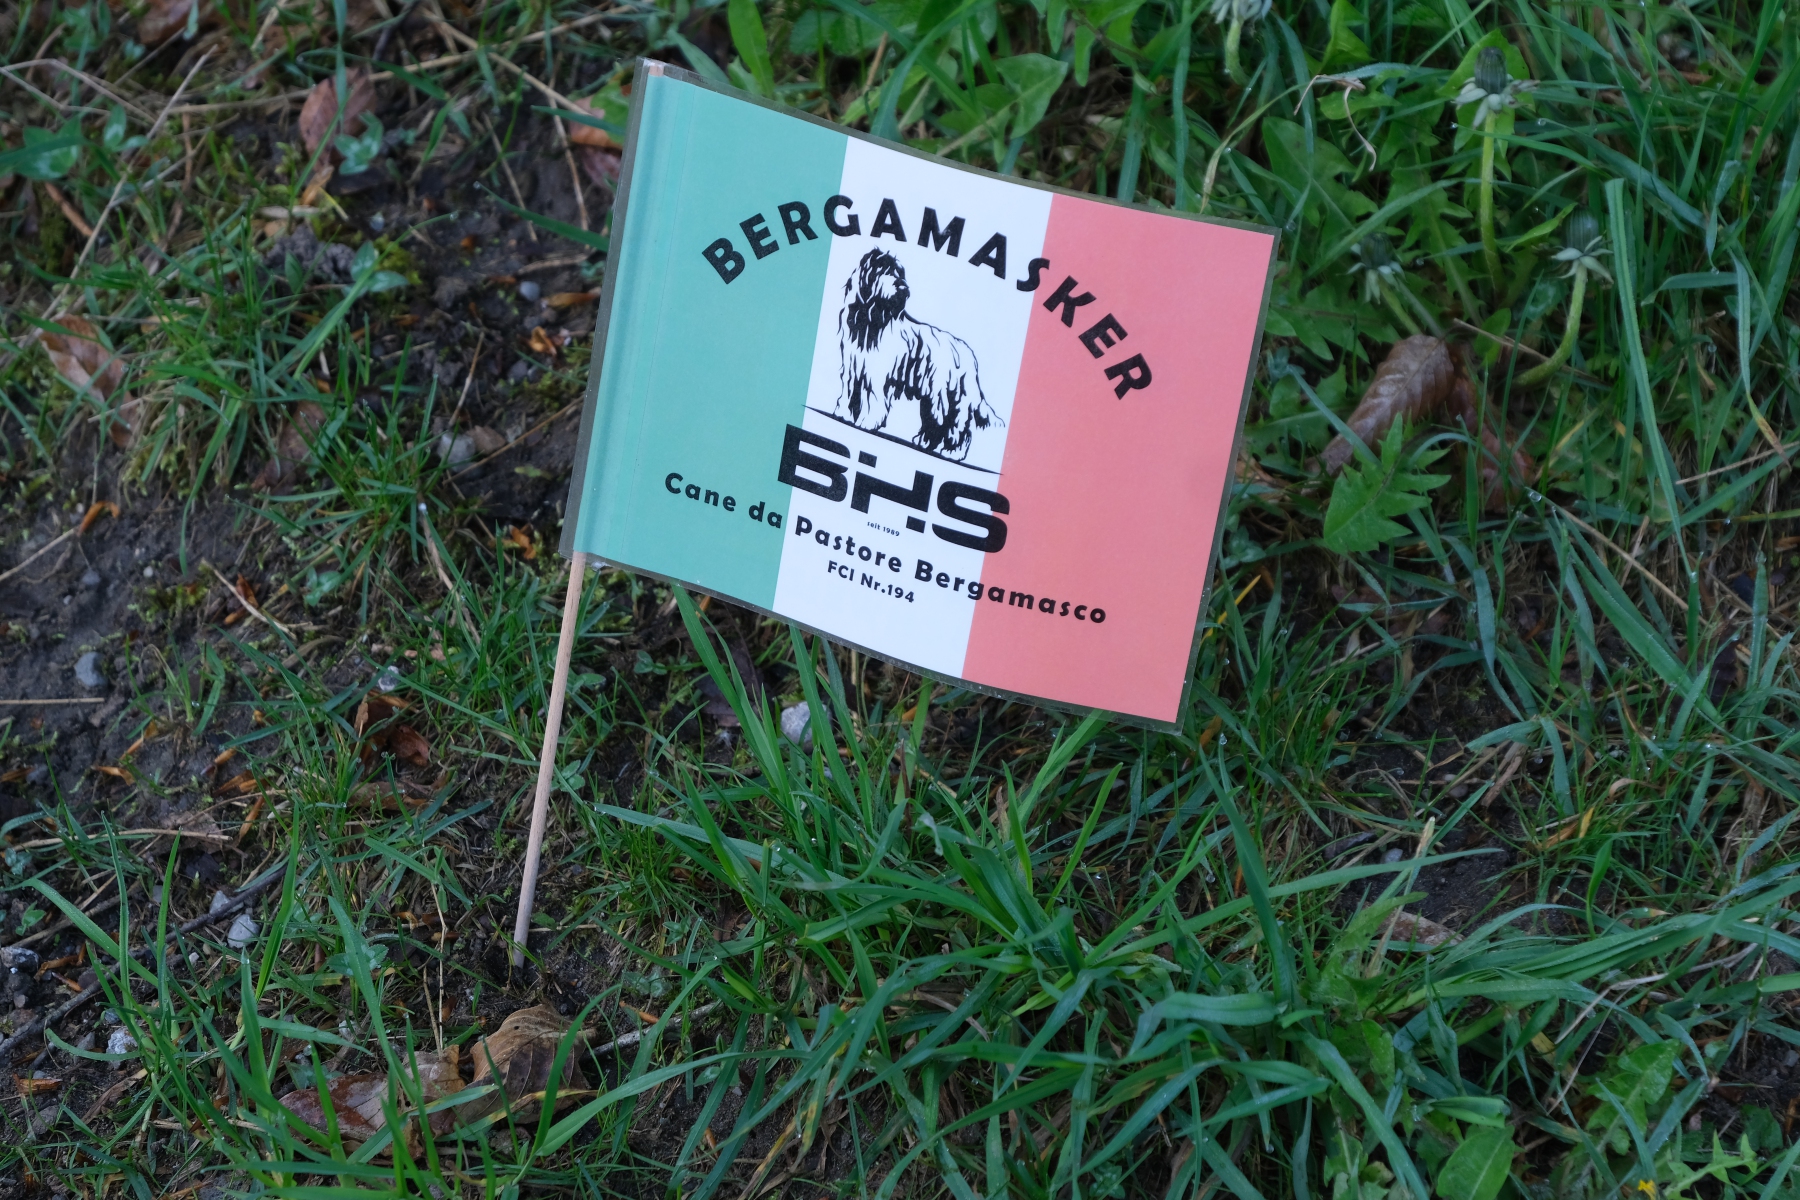 BERGAMASKER
BHS
seit 1989
Cane da Pastore Bergamasco
FCI Nr.194